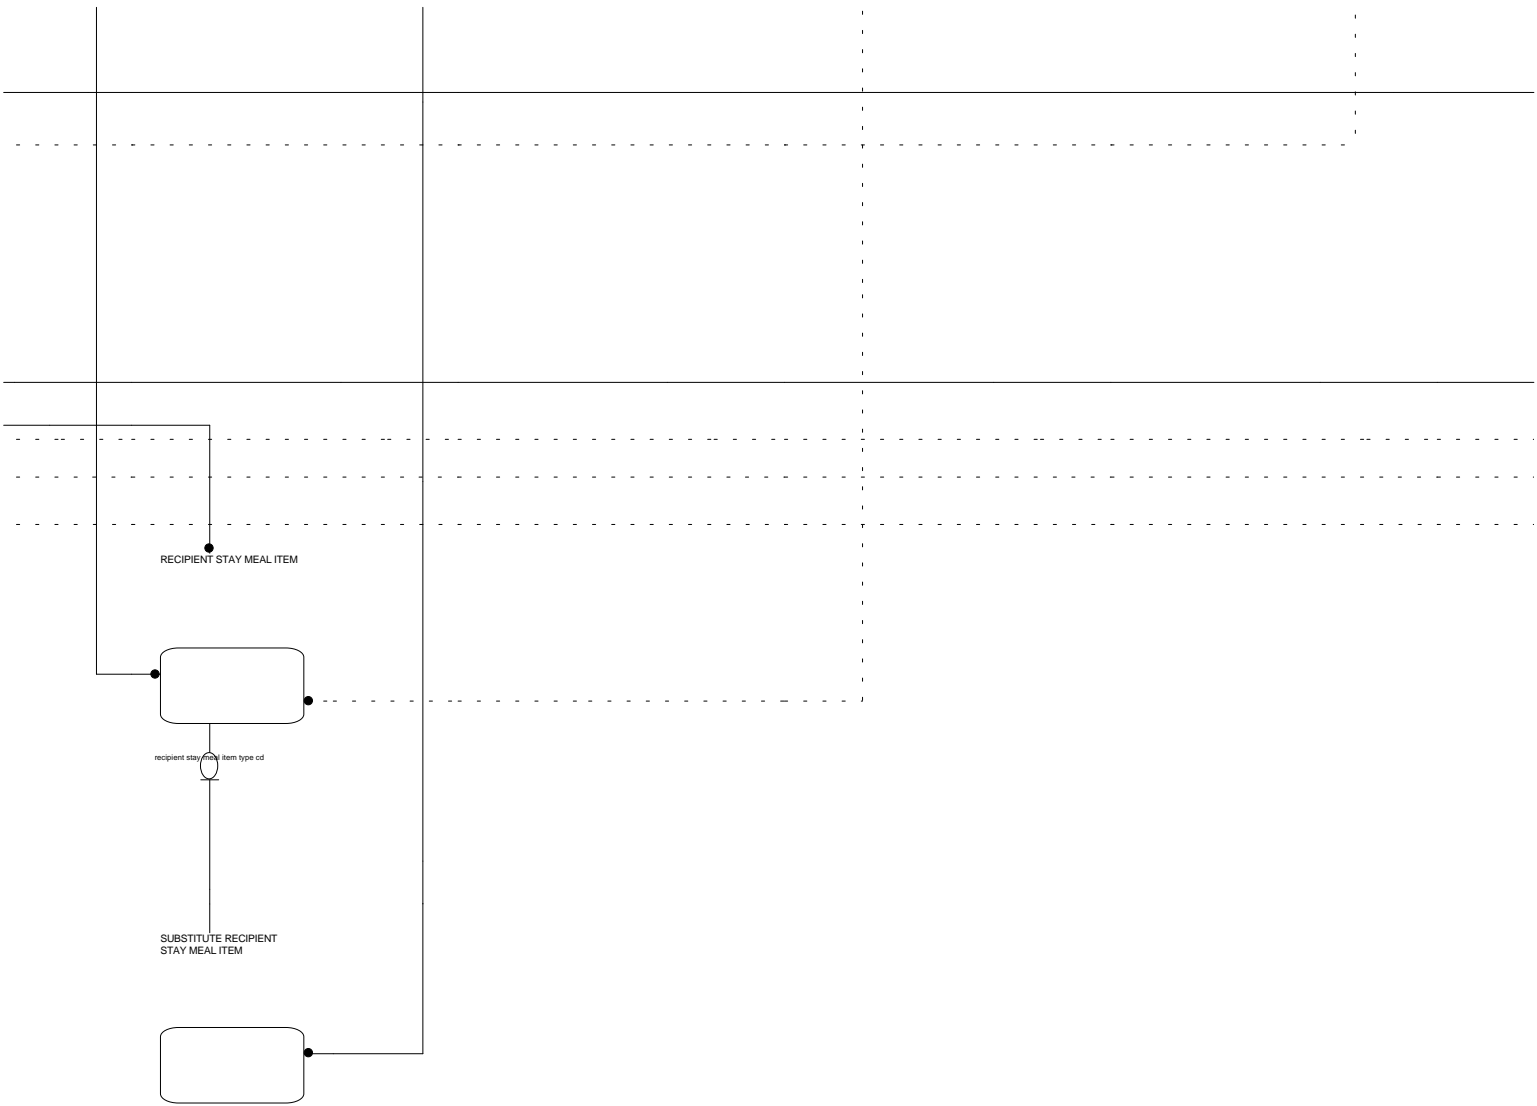 RECIPIENT STAY MEAL ITEM
recipient stay meal item type cd
SUBSTITUTE RECIPIENT
STAY MEAL ITEM